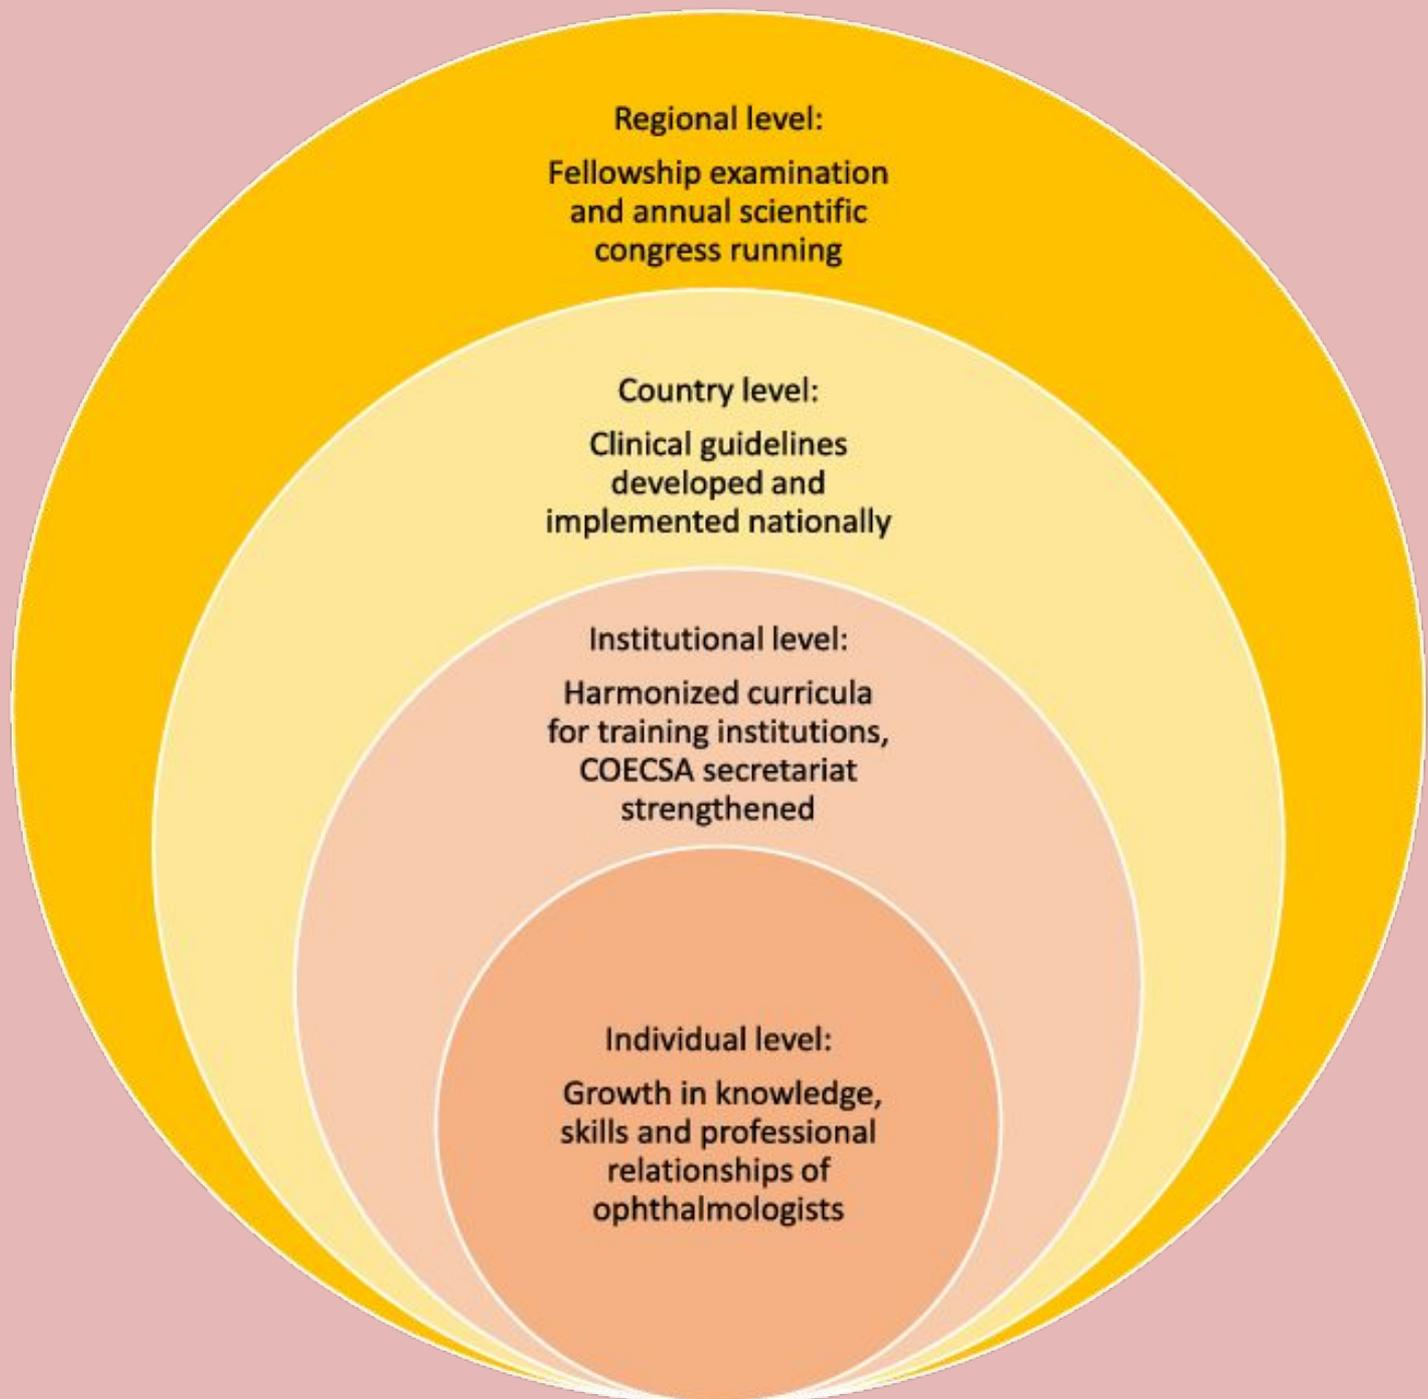 Regional level:
Fellowship examination
and annual scientific
congress running
Country level:
Clinical guidelines
developed and
implemented nationally
Institutional level:
Harmonized curricula
for training institutions,
COECSA secretariat
strengthened
Individual level:
Growth in knowledge,
skills and professional
relationships of
ophthalmologists